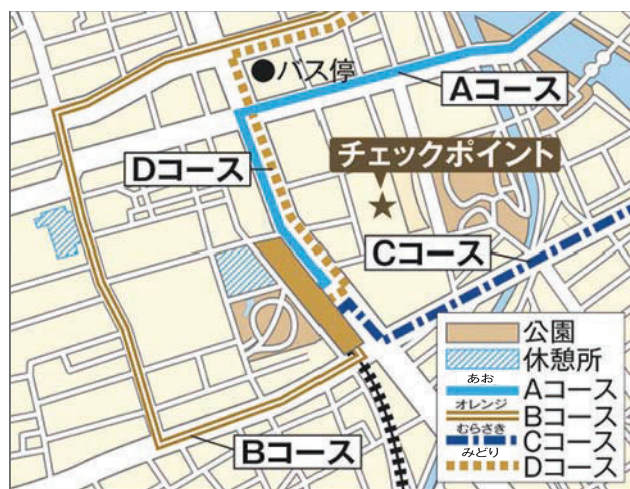 バス停
Aコース
Dコース
チェックポイント
Cコース
公園
休憩所
あお
Aコース
オレンジ
Bコース
むらさき
Cコース
みどり
Dコース
Bコース